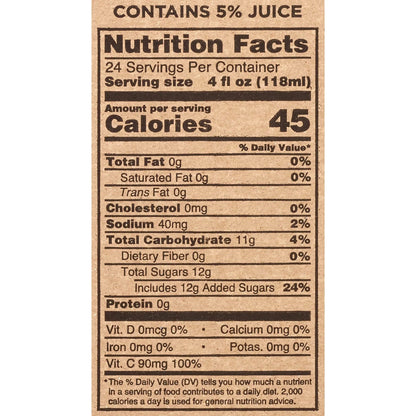 CONTAINS 5% JUICE
Nutrition Facts
24 Servings Per Container
Serving size 4 fl oz (118ml)
Amount per serving
Calories 45
% Daily Value*
Total Fat 0g 0%
Saturated Fat 0g 0%
Trans Fat 0g
Cholesterol 0mg 0%
Sodium 40mg 2%
Total Carbohydrate 11g 4%
Dietary Fiber 0g 0%
Total Sugars 12g
Includes 12g Added Sugars 24%
Protein 0g
Vit. D 0mcg 0% • Calcium 0mg 0%
Iron 0mg 0% • Potas. 0mg 0%
Vit. C 90mg 100%
*The % Daily Value (DV) tells you how much a nutrient
in a serving of food contributes to a daily diet. 2,000
calories a day is used for general nutrition advice.